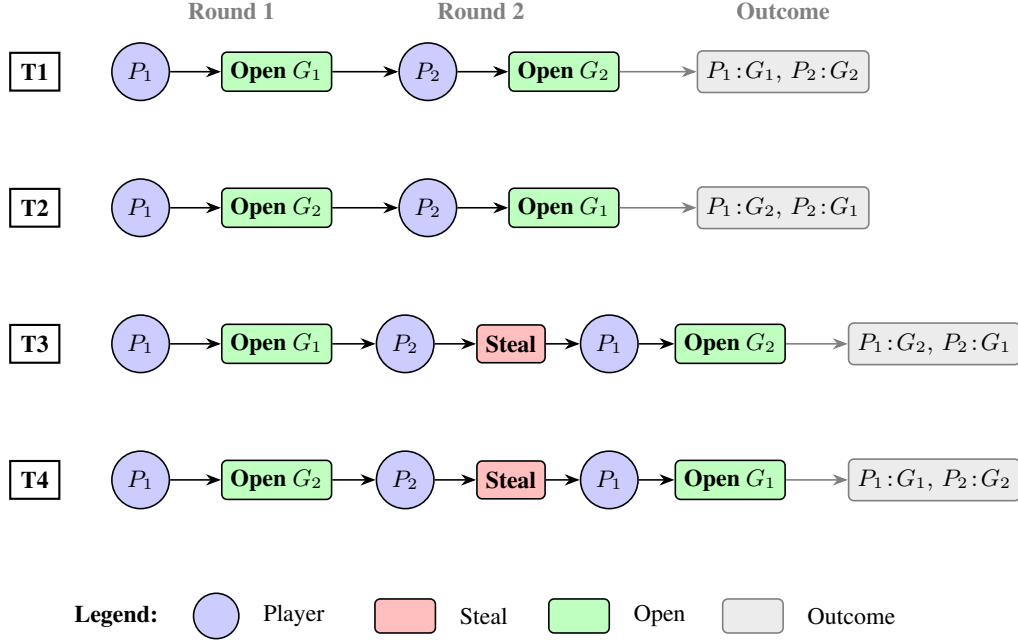 Round 1 Round 2 Outcome
T1 P₁ Open G₁ P₂ Open G₂ P₁:G₁, P₂:G₂
T2 P₁ Open G₂ P₂ Open G₁ P₁:G₂, P₂:G₁
T3 P₁ Open G₁ P₂ Steal P₁ Open G₂ P₁:G₂, P₂:G₁
T4 P₁ Open G₂ P₂ Steal P₁ Open G₁ P₁:G₁, P₂:G₂
Legend: Player Steal Open Outcome